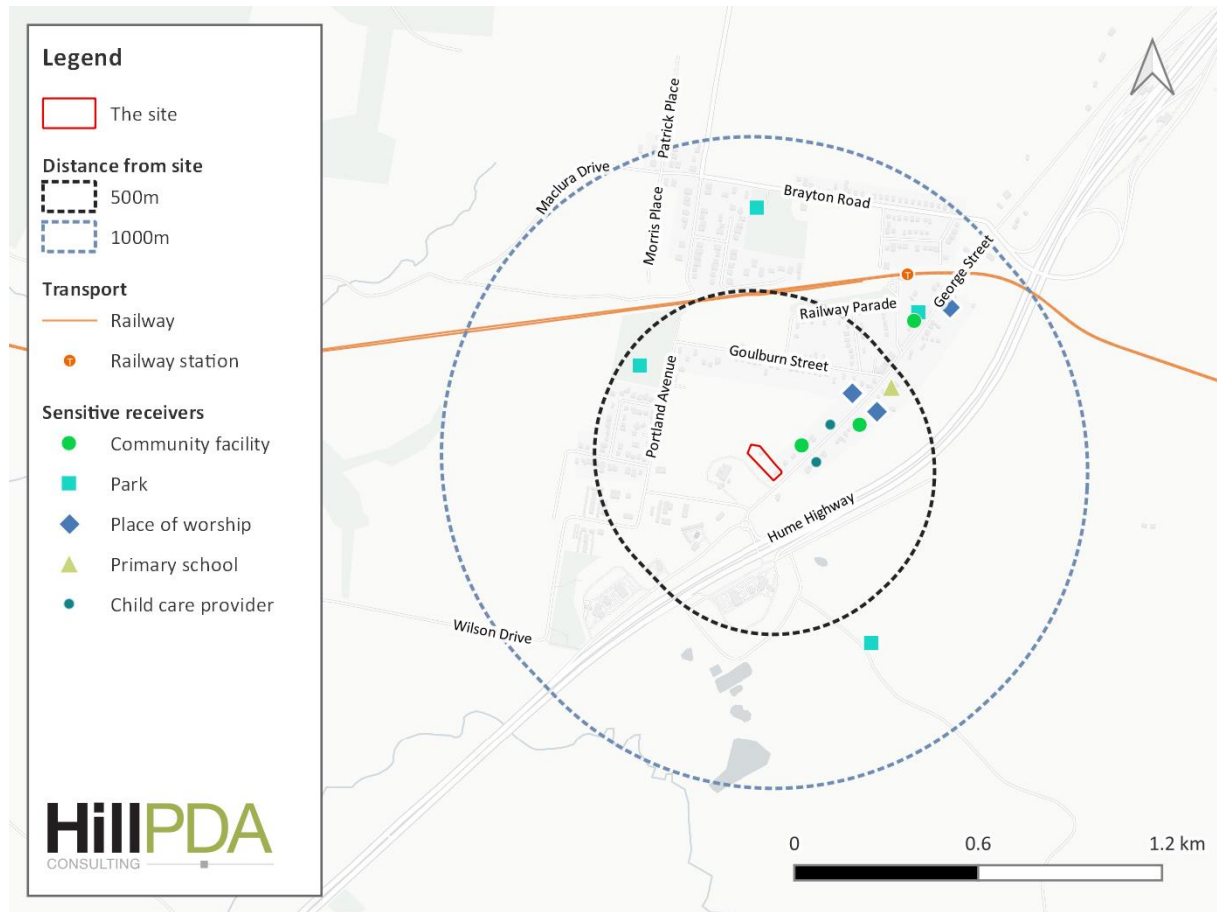 Legend
The site
Distance from site
500m
1000m
Transport
Railway
T
Railway station
Sensitive receivers
Community facility
Park
Place of worship
Primary school
Child care provider
HillPDA
CONSULTING
Patrick Place
Maclura Drive
Morris Place
Brayton Road
George Street
T
Railway Parade
Goulburn Street
Portland Avenue
Hume Highway
Wilson Drive
0 0.6 1.2 km